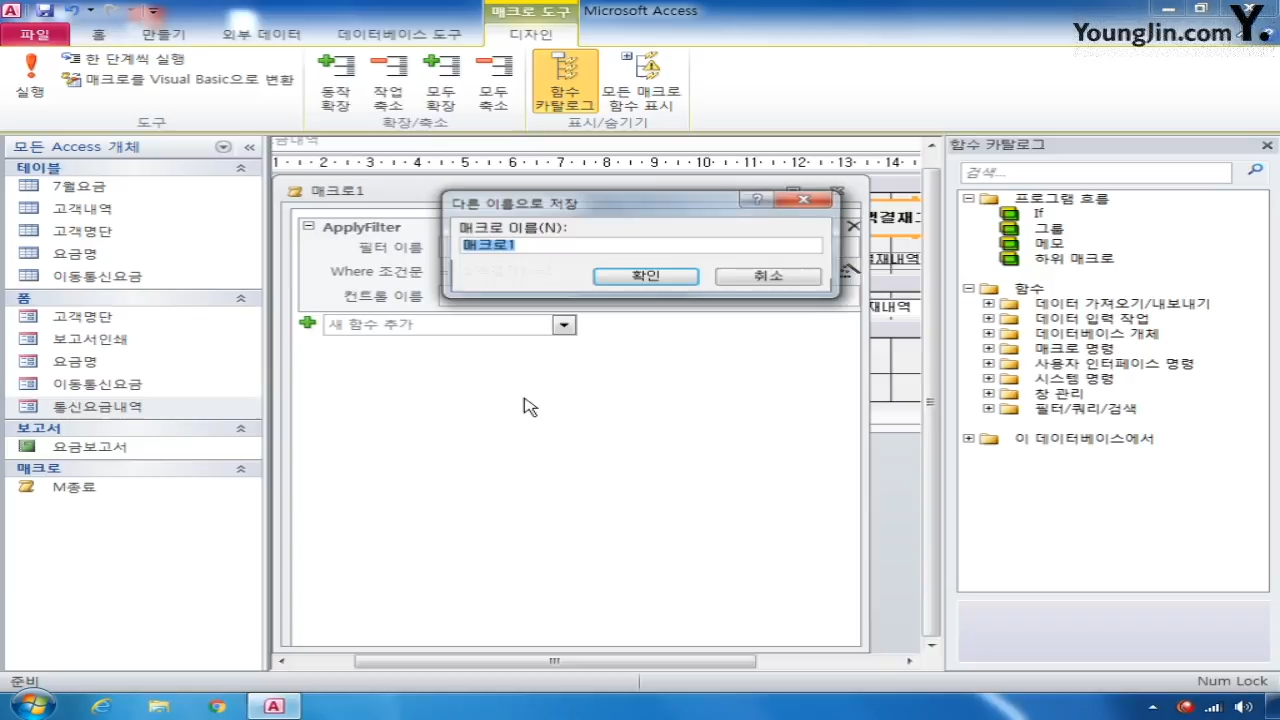 매크로 도구 Microsoft Access
YoungJin.com Y.
파일 홈 만들기 외부 데이터 데이터베이스 도구 디자인
실행
한 단계씩 실행
매크로를 Visual Basic으로 변환
도구
동작 확장
작업 축소
모두 확장
모두 축소
확장/축소
함수 카탈로그
모든 매크로 함수 표시
표시/숨기기
모든 Access 개체
테이블
7월요금
고객내역
고객명단
요금명
이동통신요금
폼
고객명단
보고서인쇄
요금명
이동통신요금
통신요금내역
보고서
요금보고서
매크로
M종료
1 2 3 4 5 6 7 8 9 10 11 12 13 14
매크로1
ApplyFilter
필터 이름
Where 조건문
컨트롤 이름
새 함수 추가
다른 이름으로 저장
매크로 이름(N):
매크로1
확인 취소
함수 카탈로그
검색...
프로그램 흐름
If
그룹
메모
하위 매크로
함수
데이터 가져오기/내보내기
데이터 입력 작업
데이터베이스 개체
매크로 명령
사용자 인터페이스 명령
시스템 명령
창 관리
필터/쿼리/검색
이 데이터베이스에서
준비
Num Lock